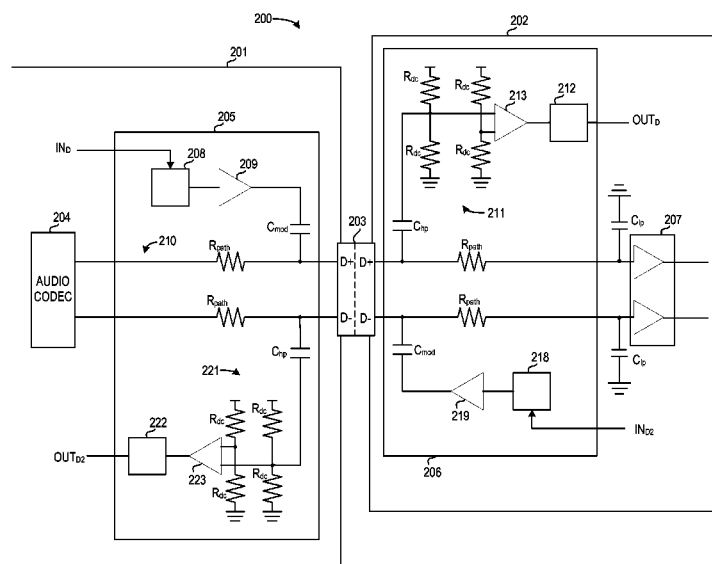 200
202
201
R_dc R_dc
213
212
205
OUT_D
IN_D
R_dc R_dc
208
209
211
204
203
207
C_mod
C_hp
C_lp
210
R_path
D+ D+
R_path
AUDIO CODEC
R_path
D- D-
R_path
C_hp
C_mod
C_lp
221
218
219
R_dc R_dc
222
OUT_D2
IN_D2
223
R_dc R_dc
206